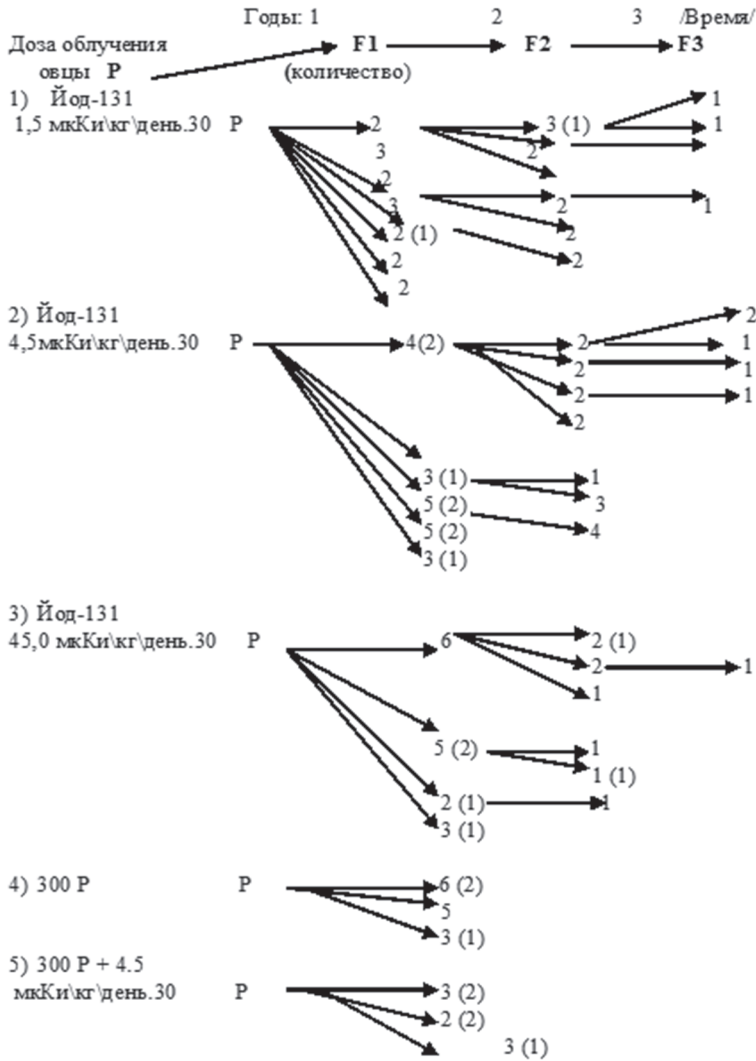 Годы: 1 2 3 /Время/
Доза облучения F1 F2 F3
овцы P (количество)
1) Йод-131 1
1,5 мкКи\кг\день.30 P 2 3 (1) 1
3 2
2
3 2 1
2 (1) 2
2 2
2
2) Йод-131 2
4,5мкКи\кг\день.30 P 4(2) 2 1
2 1
2 1
2
3 (1) 1
5 (2) 3
5 (2) 4
3 (1)
3) Йод-131
45,0 мкКи\кг\день.30 P 6 2 (1)
2 1
1
5 (2) 1
1 (1)
2 (1) 1
3 (1)
4) 300 Р P 6 (2)
5
3 (1)
5) 300 Р + 4.5
мкКи\кг\день.30 P 3 (2)
2 (2)
3 (1)